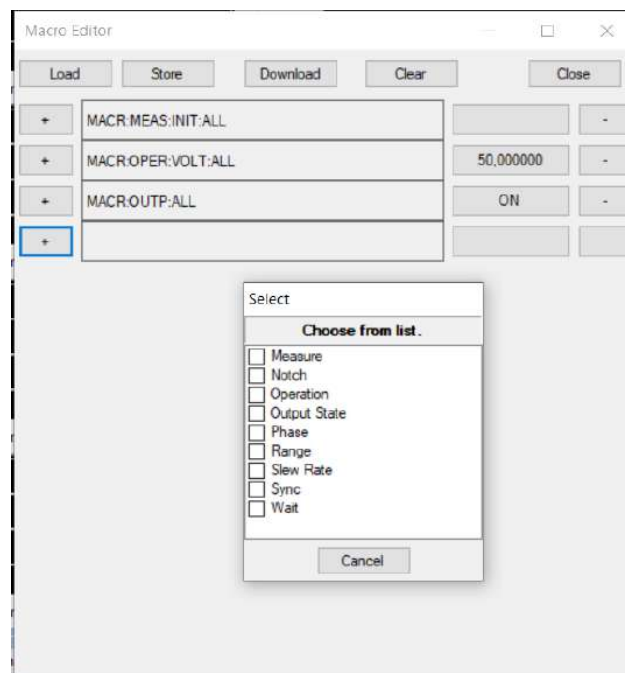 Macro Editor
Load Store Download Clear Close
+ MACR:MEAS:INIT:ALL -
+ MACR:OPER:VOLT:ALL 50,000000 -
+ MACR:OUTP:ALL ON -
+
Select
Choose from list.
Measure
Notch
Operation
Output State
Phase
Range
Slew Rate
Sync
Wait
Cancel